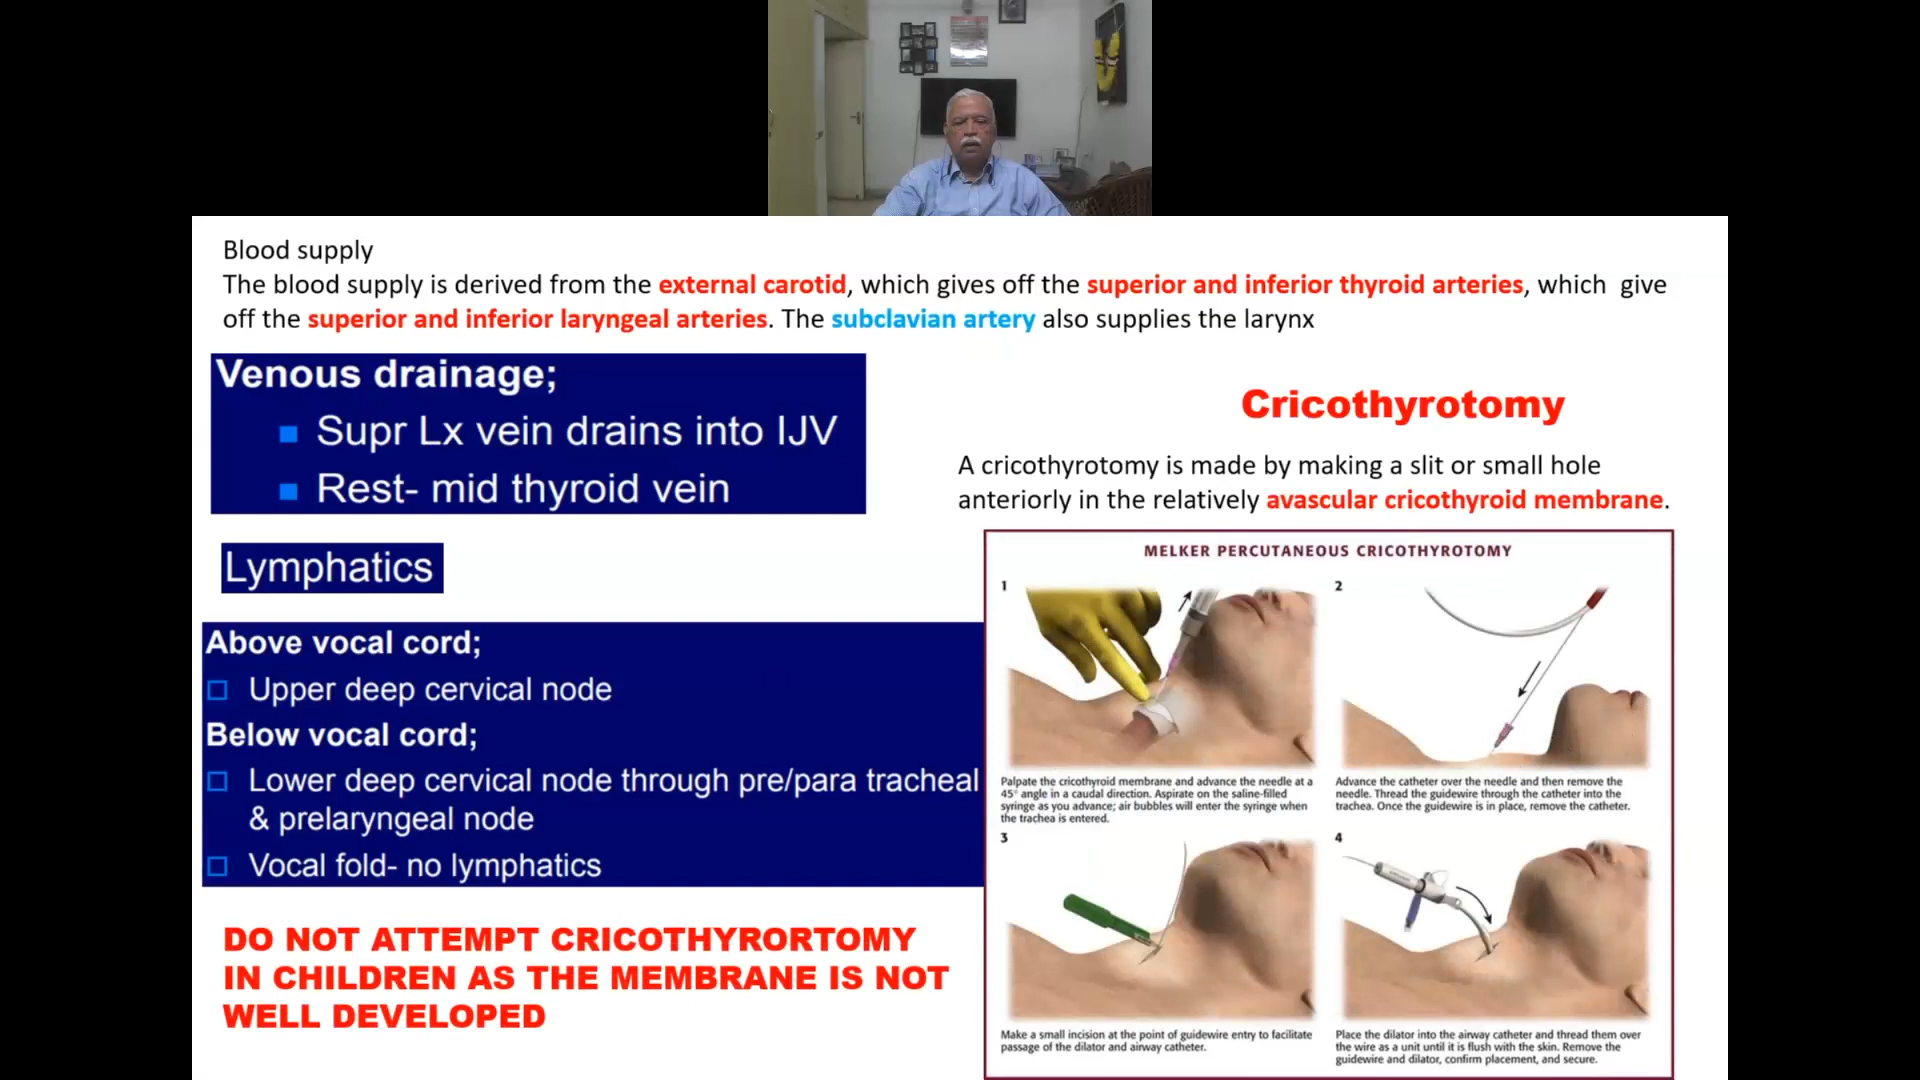 Blood supply
The blood supply is derived from the external carotid, which gives off the superior and inferior thyroid arteries, which give
off the superior and inferior laryngeal arteries. The subclavian artery also supplies the larynx
Venous drainage;
Supr Lx vein drains into IJV
Rest- mid thyroid vein
Lymphatics
Above vocal cord;
Upper deep cervical node
Below vocal cord;
Lower deep cervical node through pre/para tracheal
& prelaryngeal node
Vocal fold- no lymphatics
DO NOT ATTEMPT CRICOTHYRORTOMY
IN CHILDREN AS THE MEMBRANE IS NOT
WELL DEVELOPED
Cricothyrotomy
A cricothyrotomy is made by making a slit or small hole
anteriorly in the relatively avascular cricothyroid membrane.
MELKER PERCUTANEOUS CRICOTHYROTOMY
1
Palpate the cricothyroid membrane and advance the needle at a
45° angle in a caudal direction. Aspirate on the saline-filled
syringe as you advance; air bubbles will enter the syringe when
the trachea is entered.
2
Advance the catheter over the needle and then remove the
needle. Thread the guidewire through the catheter into the
trachea. Once the guidewire is in place, remove the catheter.
3
Make a small incision at the point of guidewire entry to facilitate
passage of the dilator and airway catheter.
4
Place the dilator into the airway catheter and thread them over
the wire as a unit until it is flush with the skin. Remove the
guidewire and dilator, confirm placement, and secure.